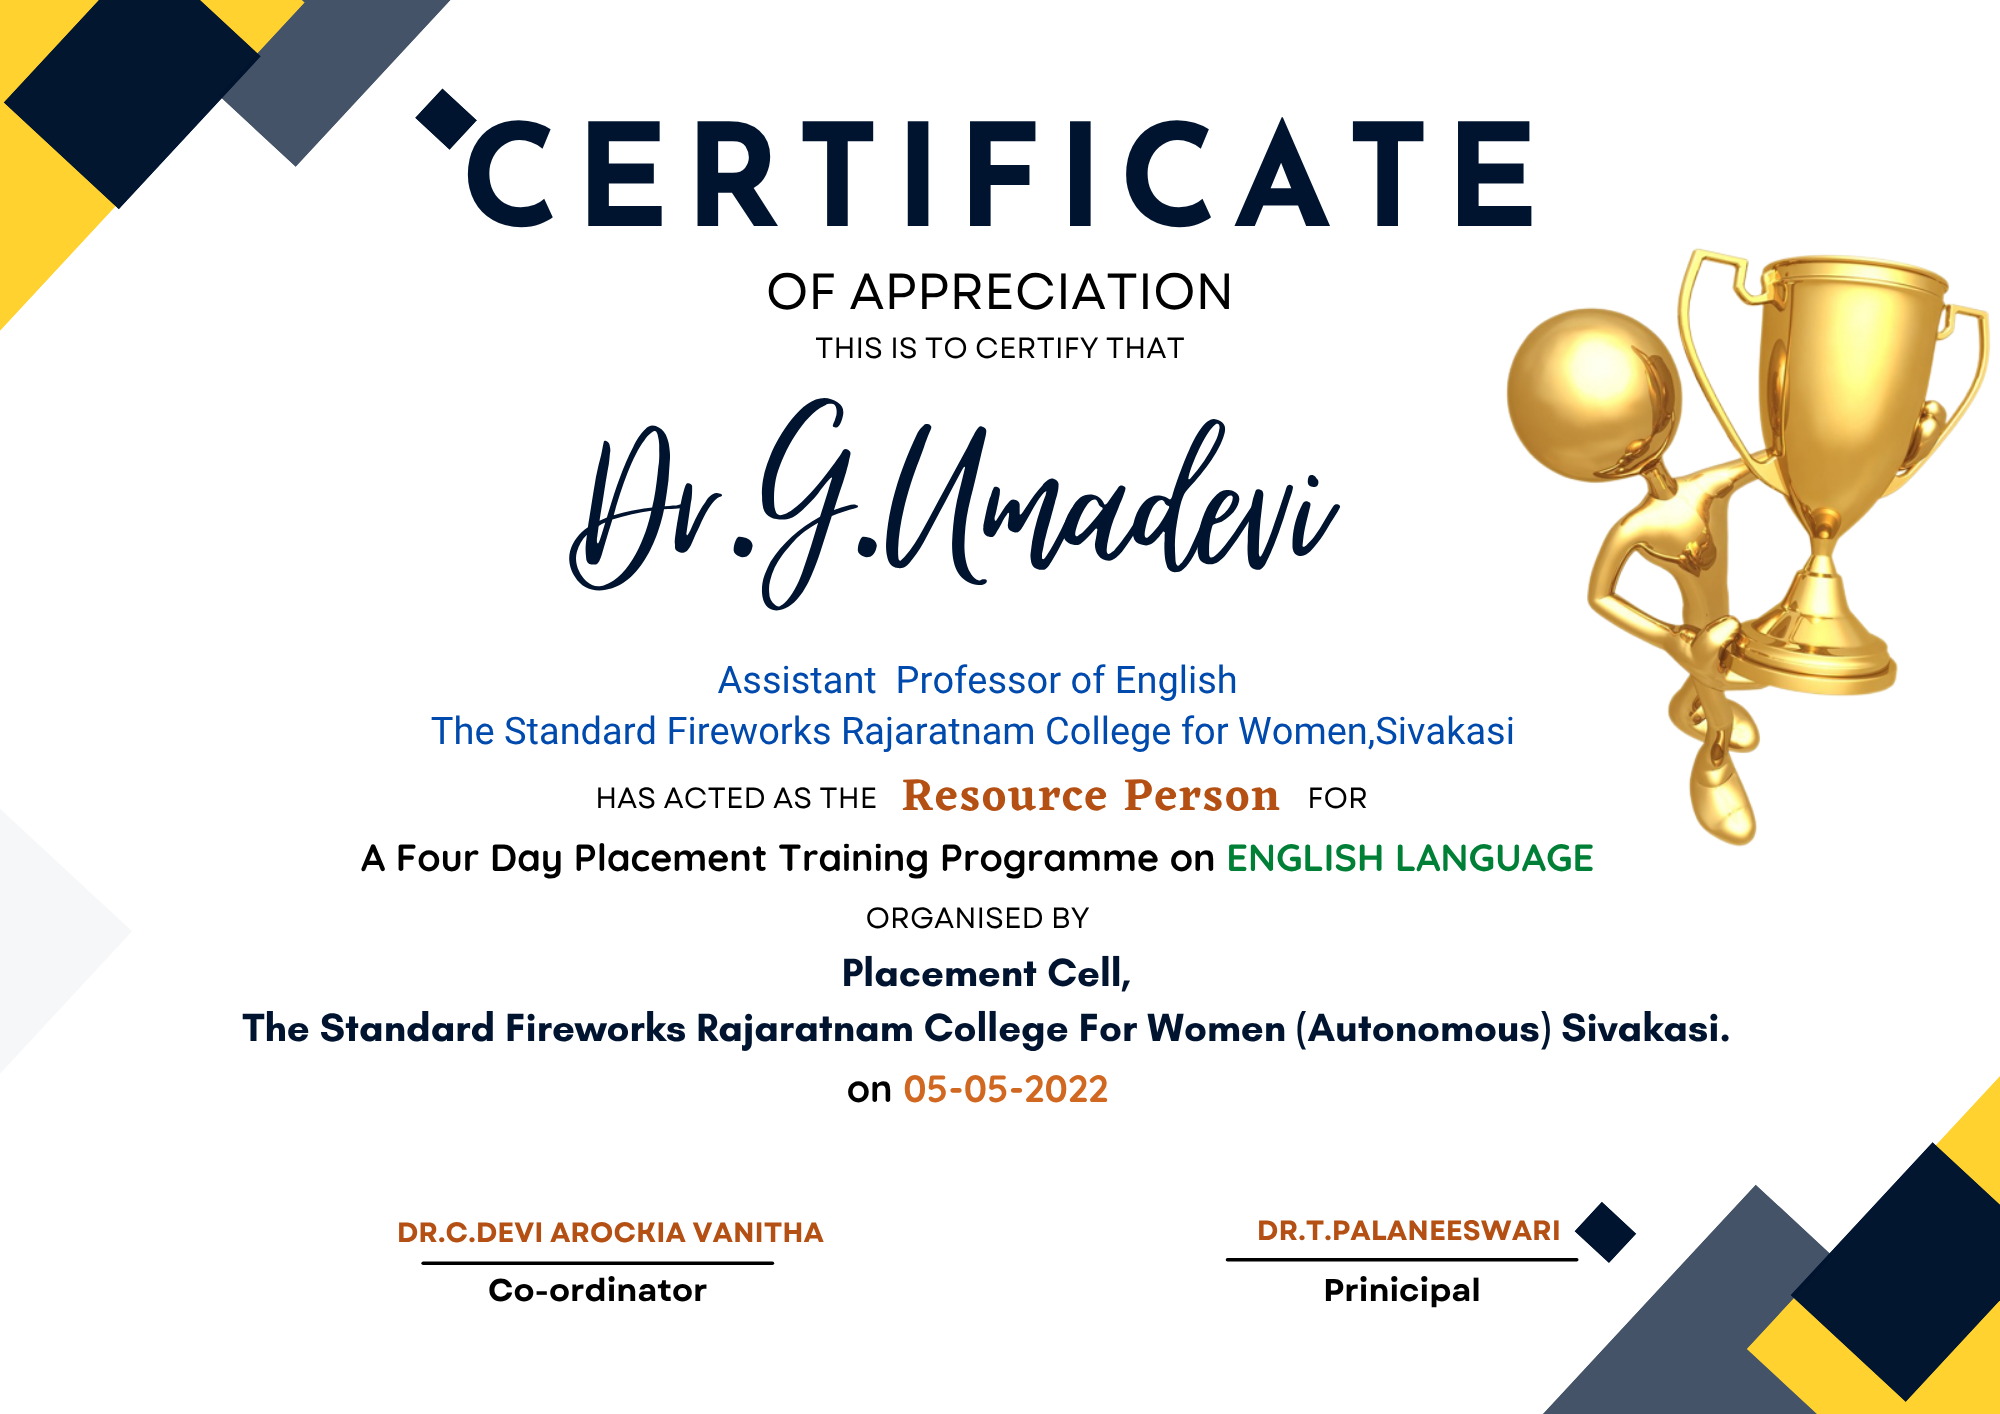 CERTIFICATE
OF APPRECIATION
THIS IS TO CERTIFY THAT
Dr.G.Umadevi
Assistant Professor of English
The Standard Fireworks Rajaratnam College for Women,Sivakasi
HAS ACTED AS THE Resource Person FOR
A Four Day Placement Training Programme on ENGLISH LANGUAGE
ORGANISED BY
Placement Cell,
The Standard Fireworks Rajaratnam College For Women (Autonomous) Sivakasi.
on 05-05-2022
DR.C.DEVI AROCKIA VANITHA
Co-ordinator
DR.T.PALANEESWARI
Prinicipal